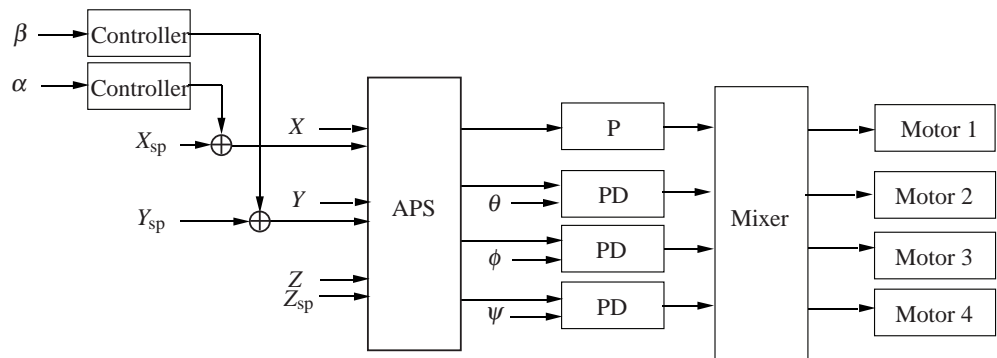 β
Controller
α
Controller
X
X_sp
Y
Y_sp
Z
Z_sp
APS
P
θ
PD
ϕ
PD
ψ
PD
Mixer
Motor 1
Motor 2
Motor 3
Motor 4